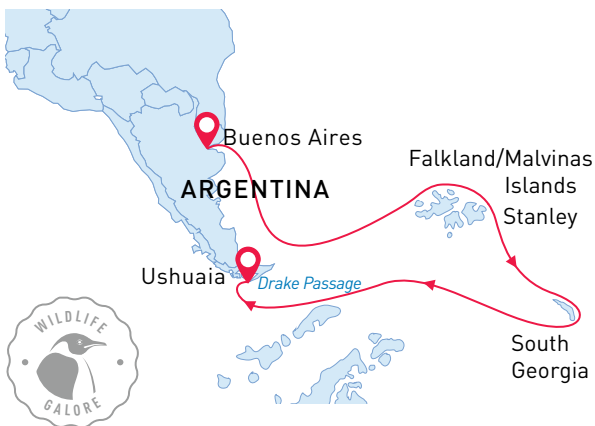 Buenos Aires
Falkland/Malvinas
Islands
ARGENTINA
Stanley
Ushuaia
Drake Passage
WILDLIFE
GALORE
South
Georgia